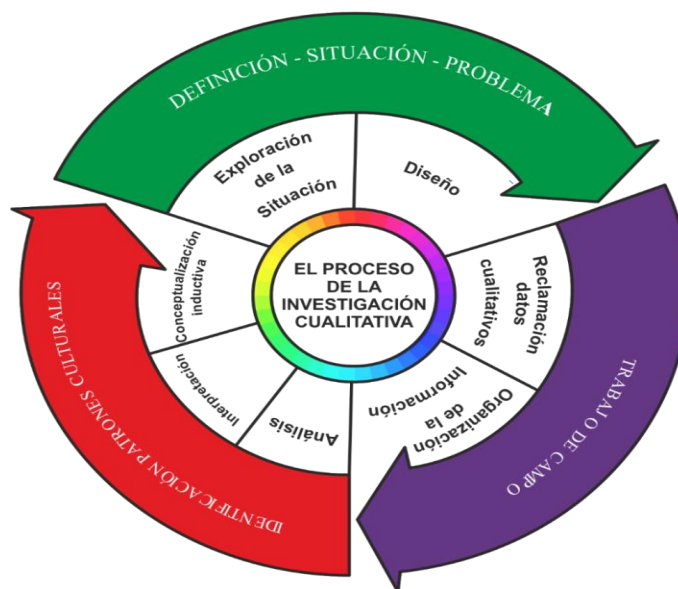 DEFINICIÓN - SITUACIÓN - PROBLEMA
Exploración
de la
Situación
Diseño
Reclamación
datos
cualitativos
Organización
de la
Información
Análisis
Interpretación
Conceptualización
inductiva
EL PROCESO
DE LA
INVESTIGACIÓN
CUALITATIVA
TRABAJO DE CAMPO
IDENTIFICACIÓN PATRONES CULTURALES